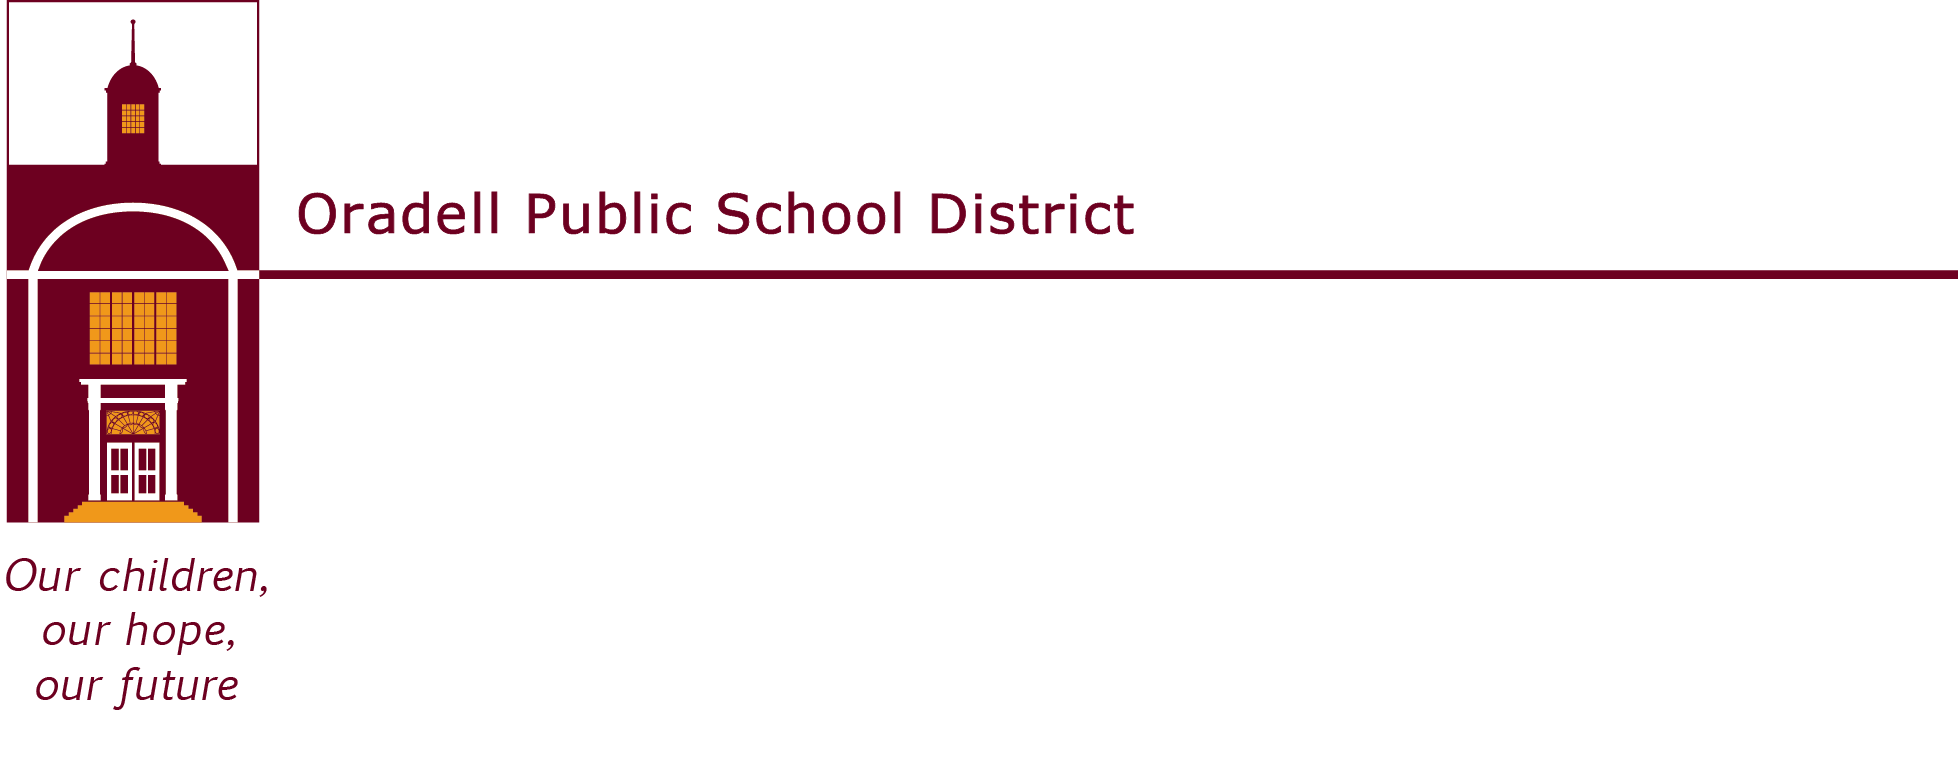 Oradell Public School District
Our children,
our hope,
our future